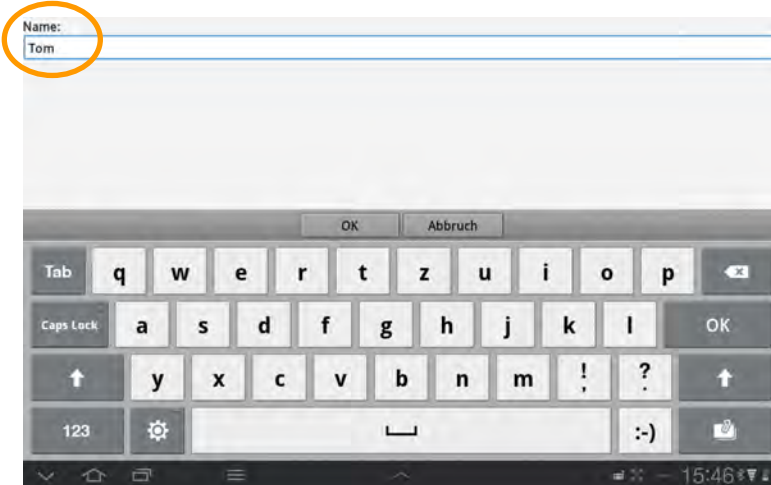 Name:
Tom
OK Abbruch
Tab q w e r t z u i o p
Caps Lock a s d f g h j k l OK
y x c v b n m ! , ? .
123 :-)
15:46